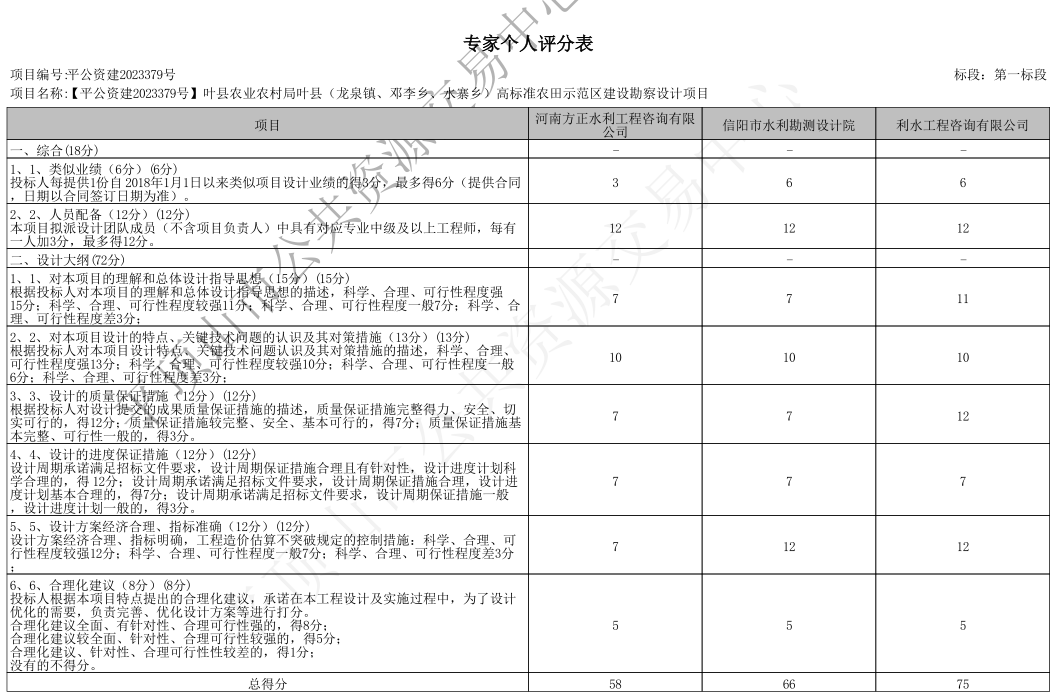 专家个人评分表
项目编号:平公资建2023379号
标段：第一标段
项目名称:【平公资建2023379号】叶县农业农村局叶县（龙泉镇、邓李乡、水寨乡）高标准农田示范区建设勘察设计项目
项目
河南方正水利工程咨询有限
公司
信阳市水利勘测设计院
利水工程咨询有限公司
一、综合(18分)
-
-
-
1、1、类似业绩（6分）(6分)
投标人每提供1份自 2018年1月1日以来类似项目设计业绩的得3分，最多得6分（提供合同
，日期以合同签订日期为准）。
3
6
6
2、2、人员配备（12分）(12分)
本项目拟派设计团队成员（不含项目负责人）中具有对应专业中级及以上工程师，每有
一人加3分，最多得12分。
12
12
12
二、设计大纲(72分)
-
-
-
1、1、对本项目的理解和总体设计指导思想（15分）(15分)
根据投标人对本项目的理解和总体设计指导思想的描述，科学、合理、可行性程度强
15分；科学、合理、可行性程度较强11分；科学、合理、可行性程度一般7分；科学、合
理、可行性程度差3分；
7
7
11
2、2、对本项目设计的特点、关键技术问题的认识及其对策措施（13分）(13分)
根据投标人对本项目设计特点、关键技术问题认识及其对策措施的描述，科学、合理、
可行性程度强13分；科学、合理、可行性程度较强10分；科学、合理、可行性程度一般
6分；科学、合理、可行性程度差3分；
10
10
10
3、3、设计的质量保证措施（12分）(12分)
根据投标人对设计提交的成果质量保证措施的描述，质量保证措施完整得力、安全、切
实可行的，得12分；质量保证措施较完整、安全、基本可行的，得7分；质量保证措施基
本完整、可行性一般的，得3分。
7
7
12
4、4、设计的进度保证措施（12分）(12分)
设计周期承诺满足招标文件要求，设计周期保证措施合理且有针对性，设计进度计划科
学合理的，得 12分；设计周期承诺满足招标文件要求，设计周期保证措施合理，设计进
度计划基本合理的，得7分；设计周期承诺满足招标文件要求，设计周期保证措施一般
，设计进度计划一般的，得3分。
7
7
7
5、5、设计方案经济合理、指标准确（12分）(12分)
设计方案经济合理、指标明确，工程造价估算不突破规定的控制措施：科学、合理、可
行性程度较强12分；科学、合理、可行性程度一般7分；科学、合理、可行性程度差3分
；
7
12
12
6、6、合理化建议（8分）(8分)
投标人根据本项目特点提出的合理化建议，承诺在本工程设计及实施过程中，为了设计
优化的需要，负责完善、优化设计方案等进行打分。
合理化建议全面、有针对性、合理可行性强的，得8分；
合理化建议较全面、针对性、合理可行性较强的，得5分；
合理化建议、针对性、合理可行性性较差的，得1分；
没有的不得分。
5
5
5
总得分
58
66
75
平顶山市公共资源交易中心
顶山市公共资源交易中心